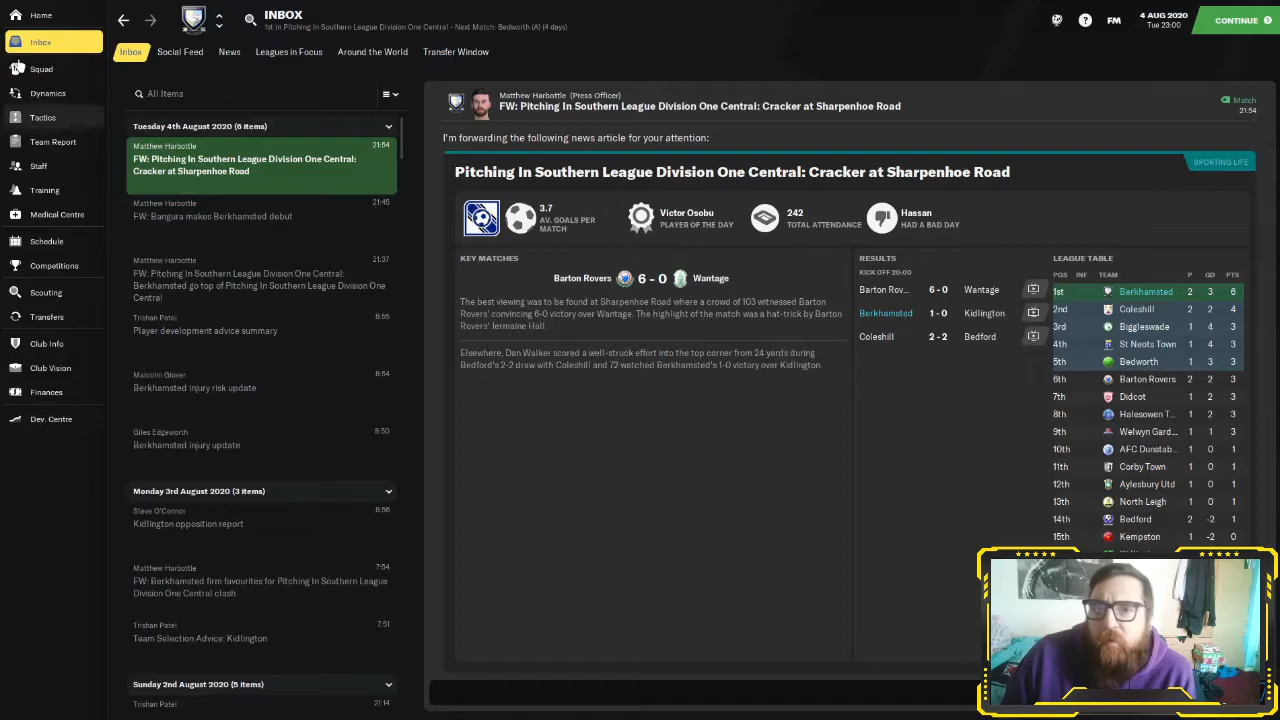 Home
Inbox
Squad
Dynamics
Tactics
Team Report
Staff
Training
Medical Centre
Schedule
Competitions
Scouting
Transfers
Club Info
Club Vision
Finances
Dev. Centre
INBOX
1st in Pitching In Southern League Division One Central - Next Match: Bedworth (A) (4 days)
FM
4 AUG 2020
Tue 23:00
CONTINUE
Inbox
Social Feed
News
Leagues in Focus
Around the World
Transfer Window
All Items
Tuesday 4th August 2020 (6 items)
Matthew Harbottle
21:54
FW: Pitching In Southern League Division One Central:
Cracker at Sharpenhoe Road
Matthew Harbottle
21:45
FW: Bangura makes Berkhamsted debut
Matthew Harbottle
21:37
FW: Pitching In Southern League Division One Central:
Berkhamsted go top of Pitching In Southern League Division One
Central
Trishan Patel
8:55
Player development advice summary
Malcolm Glover
8:54
Berkhamsted injury risk update
Giles Edgeworth
8:50
Berkhamsted injury update
Monday 3rd August 2020 (3 items)
Steve O'Connor
8:56
Kidlington opposition report
Matthew Harbottle
7:54
FW: Berkhamsted firm favourites for Pitching In Southern League
Division One Central clash
Trishan Patel
7:51
Team Selection Advice: Kidlington
Sunday 2nd August 2020 (5 items)
Trishan Patel
21:14
Matthew Harbottle (Press Officer)
FW: Pitching In Southern League Division One Central: Cracker at Sharpenhoe Road
Match
21:54
I'm forwarding the following news article for your attention:
SPORTING LIFE
Pitching In Southern League Division One Central: Cracker at Sharpenhoe Road
3.7
AV. GOALS PER
MATCH
Victor Osobu
PLAYER OF THE DAY
242
TOTAL ATTENDANCE
Hassan
HAD A BAD DAY
KEY MATCHES
Barton Rovers 6 - 0 Wantage
The best viewing was to be found at Sharpenhoe Road where a crowd of 103 witnessed Barton
Rovers' convincing 6-0 victory over Wantage. The highlight of the match was a hat-trick by Barton
Rovers' Jermaine Hall.
Elsewhere, Dan Walker scored a well-struck effort into the top corner from 24 yards during
Bedford's 2-2 draw with Coleshill and 72 watched Berkhamsted's 1-0 victory over Kidlington.
RESULTS
KICK OFF 20:00
Barton Rov... 6 - 0 Wantage
Berkhamsted 1 - 0 Kidlington
Coleshill 2 - 2 Bedford
LEAGUE TABLE
POS INF TEAM P GD PTS
1st Berkhamsted 2 3 6
2nd Coleshill 2 2 4
3rd Biggleswade 1 4 3
4th St Neots Town 1 4 3
5th Bedworth 1 3 3
6th Barton Rovers 2 2 3
7th Didcot 1 2 3
8th Halesowen T... 1 2 3
9th Welwyn Gard... 1 1 3
10th AFC Dunstab... 1 0 1
11th Corby Town 1 0 1
12th Aylesbury Utd 1 0 1
13th North Leigh 1 0 1
14th Bedford 2 -2 1
15th Kempston 1 -2 0